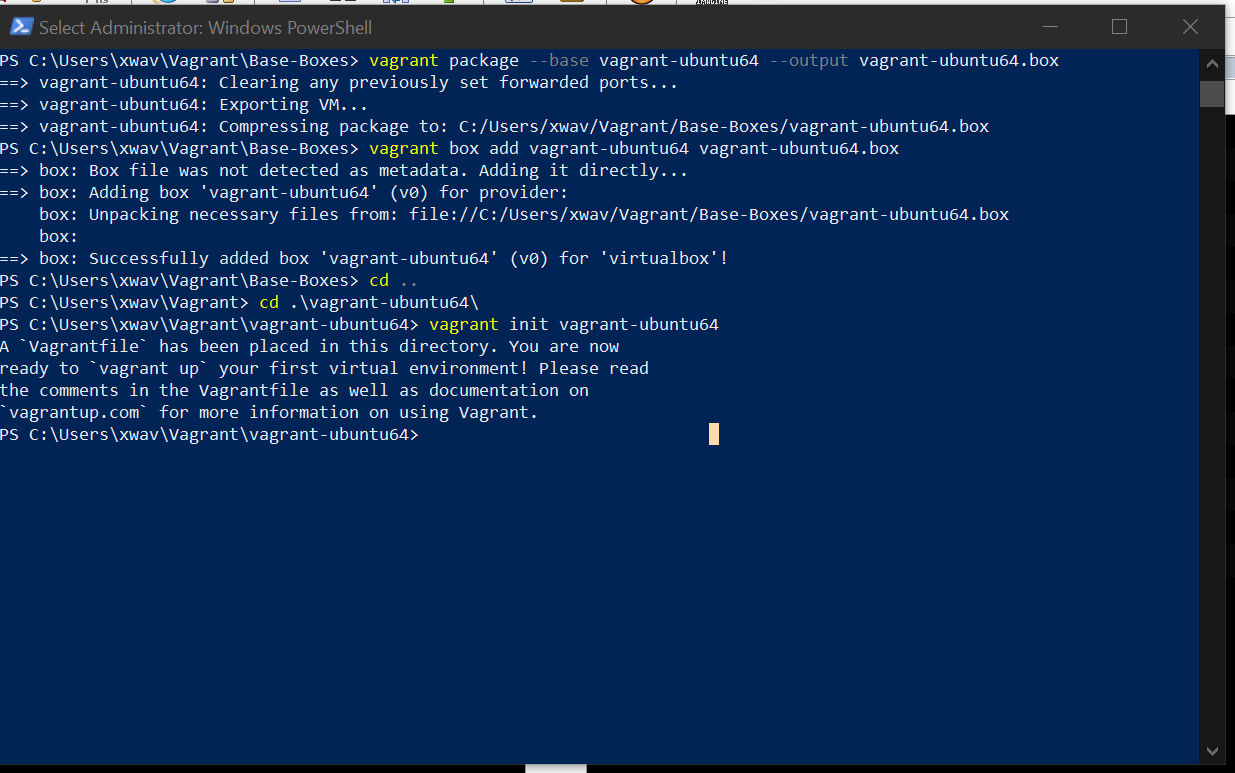 Select Administrator: Windows PowerShell
PS C:\Users\xwav\Vagrant\Base-Boxes> vagrant package --base vagrant-ubuntu64 --output vagrant-ubuntu64.box
==> vagrant-ubuntu64: Clearing any previously set forwarded ports...
==> vagrant-ubuntu64: Exporting VM...
==> vagrant-ubuntu64: Compressing package to: C:/Users/xwav/Vagrant/Base-Boxes/vagrant-ubuntu64.box
PS C:\Users\xwav\Vagrant\Base-Boxes> vagrant box add vagrant-ubuntu64 vagrant-ubuntu64.box
==> box: Box file was not detected as metadata. Adding it directly...
==> box: Adding box 'vagrant-ubuntu64' (v0) for provider:
    box: Unpacking necessary files from: file://C:/Users/xwav/Vagrant/Base-Boxes/vagrant-ubuntu64.box
    box:
==> box: Successfully added box 'vagrant-ubuntu64' (v0) for 'virtualbox'!
PS C:\Users\xwav\Vagrant\Base-Boxes> cd ..
PS C:\Users\xwav\Vagrant> cd .\vagrant-ubuntu64\
PS C:\Users\xwav\Vagrant\vagrant-ubuntu64> vagrant init vagrant-ubuntu64
A `Vagrantfile` has been placed in this directory. You are now
ready to `vagrant up` your first virtual environment! Please read
the comments in the Vagrantfile as well as documentation on
`vagrantup.com` for more information on using Vagrant.
PS C:\Users\xwav\Vagrant\vagrant-ubuntu64>